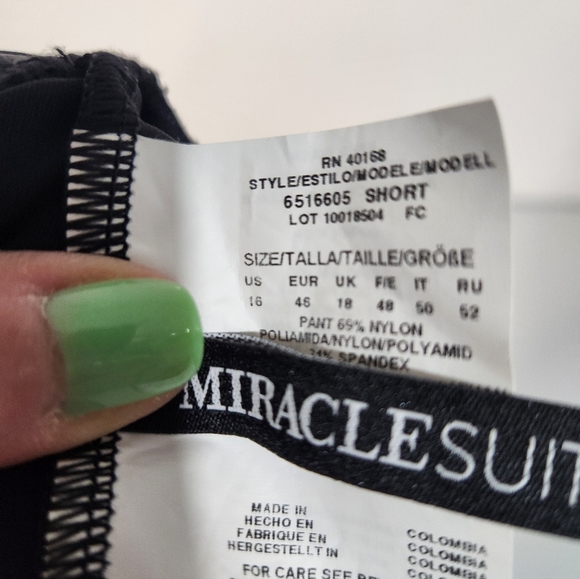 RN 40168
STYLE/ESTILO/MODELE/MODELL
6516605 SHORT
LOT 10018504 FC
SIZE/TALLA/TAILLE/GRÖßE
US EUR UK F/E IT RU
16 46 18 48 50 52
PANT 69% NYLON
POLIAMIDA/NYLON/POLYAMID
31% SPANDEX
MIRACLESUIT
MADE IN COLOMBIA
HECHO EN COLOMBIA
FABRIQUE EN COLOMBIA
HERGESTELLT IN COLOMBIA
FOR CARE SEE